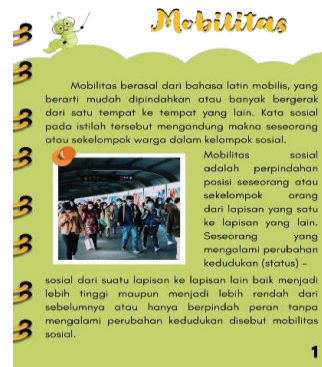 Mobilitas
Mobilitas berasal dari bahasa latin mobilis, yang
berarti mudah dipindahkan atau banyak bergerak
dari satu tempat ke tempat yang lain. Kata sosial
pada istilah tersebut mengandung makna seseorang
atau sekelompok warga dalam kelompok sosial.
Mobilitas sosial
adalah perpindahan
posisi seseorang atau
sekelompok orang
dari lapisan yang satu
ke lapisan yang lain.
Seseorang yang
mengalami perubahan
kedudukan (status) –
sosial dari suatu lapisan ke lapisan lain baik menjadi
lebih tinggi maupun menjadi lebih rendah dari
sebelumnya atau hanya berpindah peran tanpa
mengalami perubahan kedudukan disebut mobilitas
sosial.
1